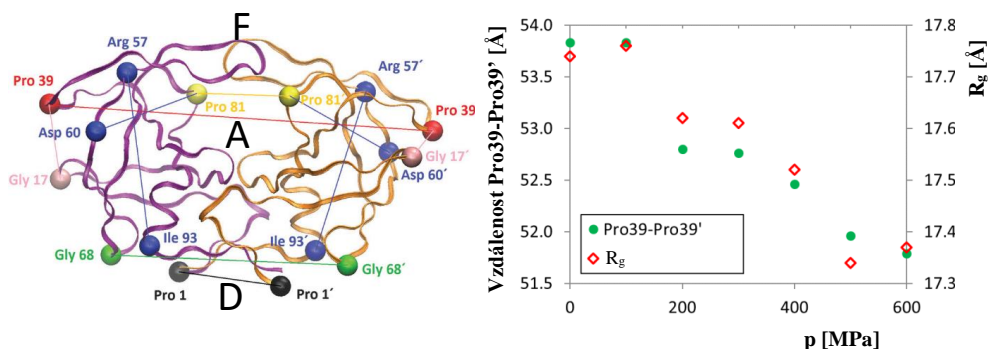 F
Arg 57
Arg 57´
Pro 39
Pro 81
Pro 81´
Pro 39
Asp 60
A
Gly 17´
Gly 17
Asp 60´
Ile 93
Ile 93´
Gly 68
Gly 68´
Pro 1
D
Pro 1´
Vzdálenost Pro39-Pro39’ [Å]
54.0
53.5
53.0
52.5
52.0
51.5
Pro39-Pro39'
Rg
17.8
17.7
17.6
17.5
17.4
17.3
Rg [Å]
0 200 400 600
p [MPa]